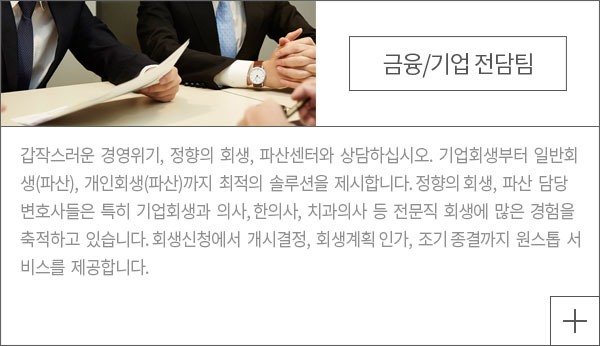 금융/기업 전담팀
갑작스러운 경영위기, 정향의 회생, 파산센터와 상담하십시오. 기업회생부터 일반회
생(파산), 개인회생(파산)까지 최적의 솔루션을 제시합니다. 정향의 회생, 파산 담당
변호사들은 특히 기업회생과 의사, 한의사, 치과의사 등 전문직 회생에 많은 경험을
축적하고 있습니다. 회생신청에서 개시결정, 회생계획 인가, 조기 종결까지 원스톱 서
비스를 제공합니다.